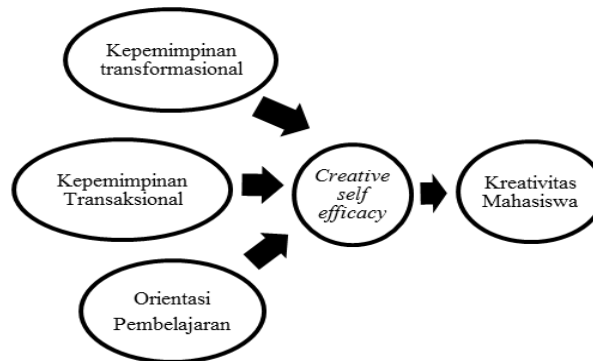 Kepemimpinan
transformasional
Kepemimpinan
Transaksional
Creative
self
efficacy
Kreativitas
Mahasiswa
Orientasi
Pembelajaran